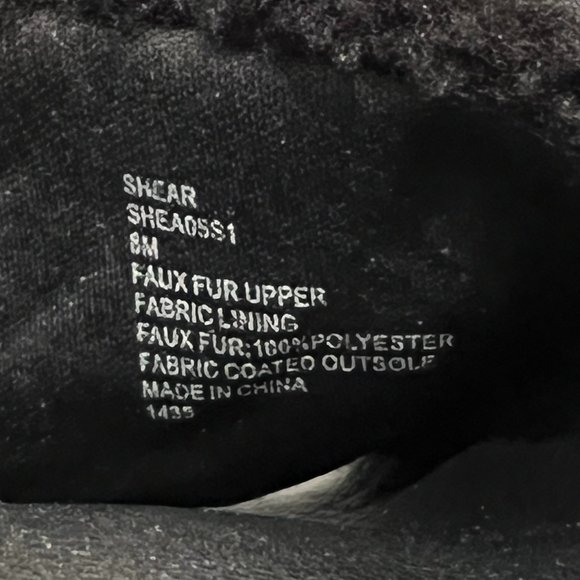 SHEAR
SHEA05S1
8M
FAUX FUR UPPER
FABRIC LINING
FAUX FUR: 100% POLYESTER
FABRIC COATED OUTSOLE
MADE IN CHINA
1435